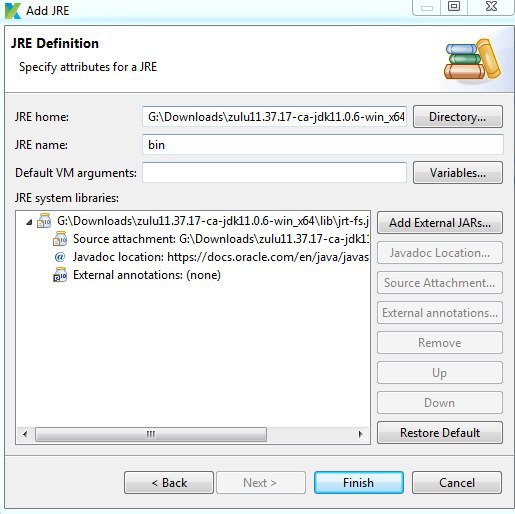 Add JRE
JRE Definition
Specify attributes for a JRE
JRE home:
G:\Downloads\zulu11.37.17-ca-jdk11.0.6-win_x64
Directory...
JRE name:
bin
Default VM arguments:
Variables...
JRE system libraries:
G:\Downloads\zulu11.37.17-ca-jdk11.0.6-win_x64\lib\jrt-fs.j
Source attachment: G:\Downloads\zulu11.37.17-ca-jdk1
Javadoc location: https://docs.oracle.com/en/java/javas
External annotations: (none)
Add External JARs...
Javadoc Location...
Source Attachment...
External annotations...
Remove
Up
Down
Restore Default
< Back
Next >
Finish
Cancel